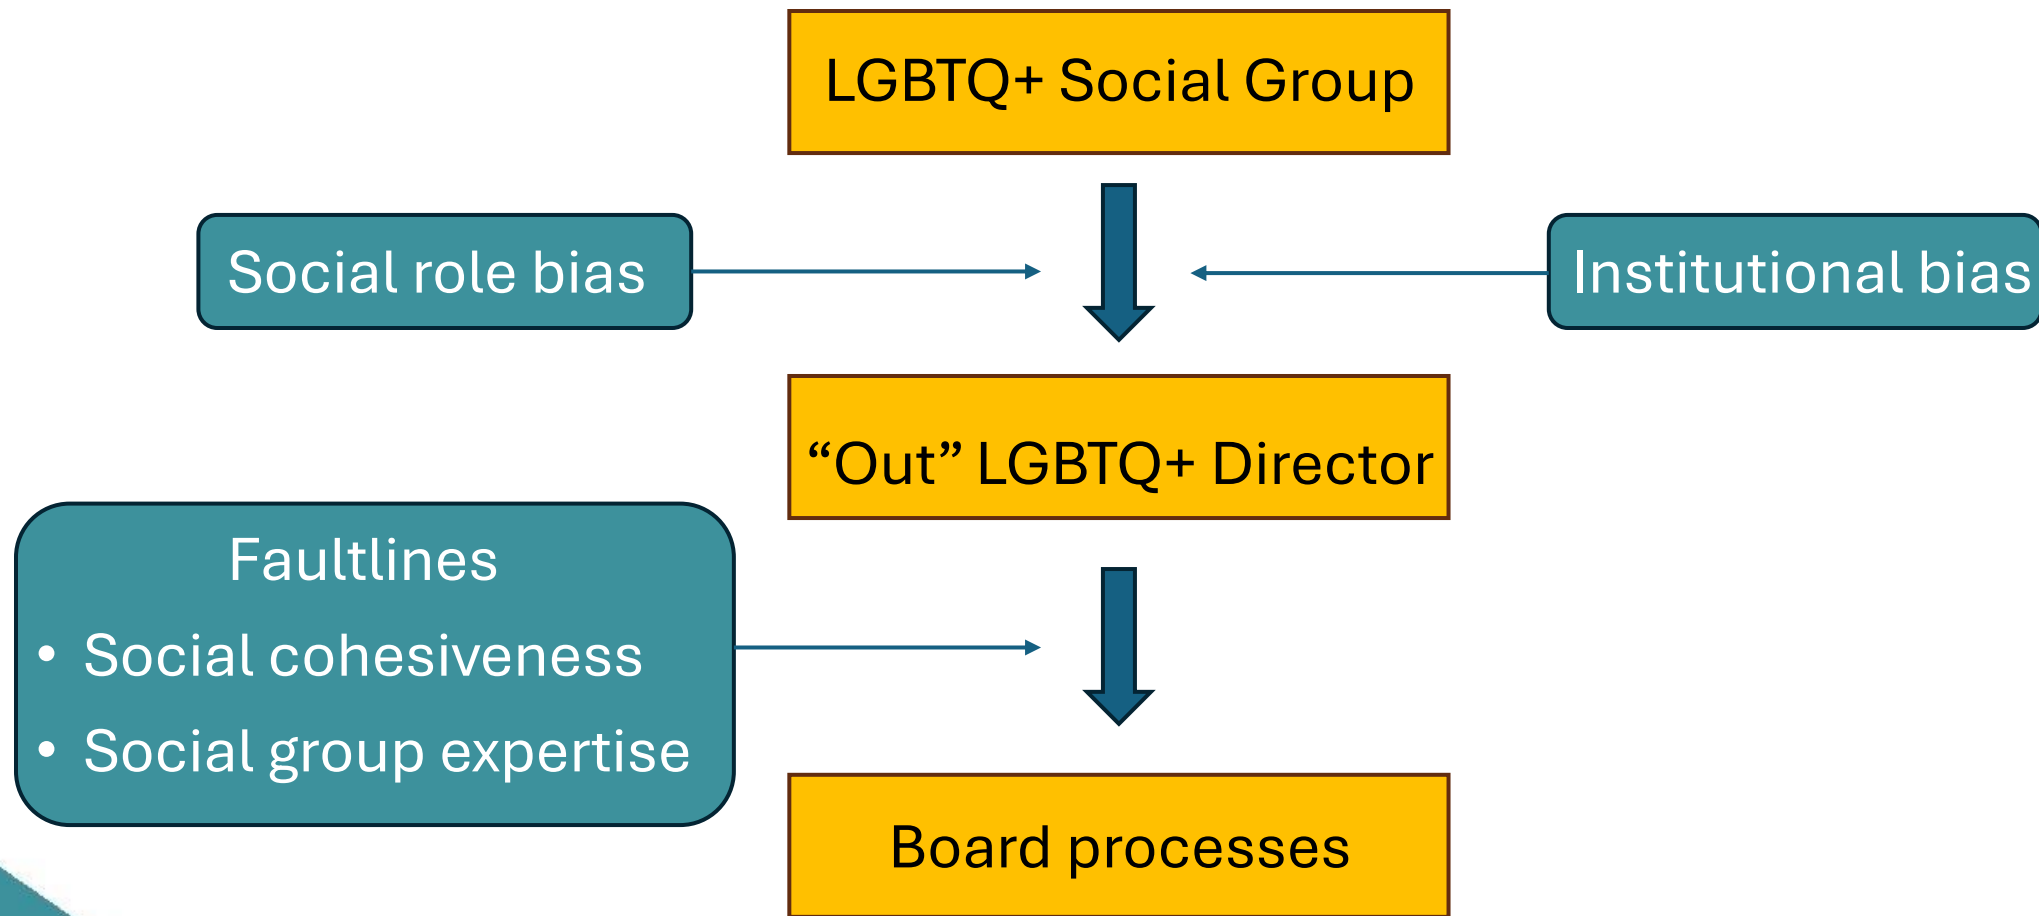 LGBTQ+ Social Group
Social role bias
Institutional bias
“Out” LGBTQ+ Director
Faultlines
• Social cohesiveness
• Social group expertise
Board processes